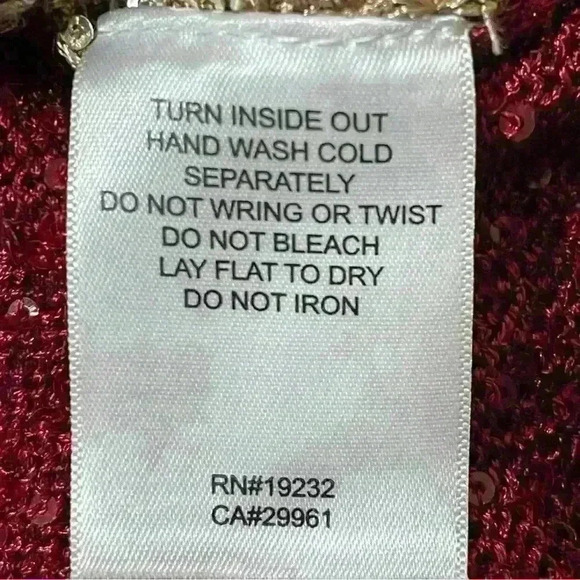 TURN INSIDE OUT
HAND WASH COLD
SEPARATELY
DO NOT WRING OR TWIST
DO NOT BLEACH
LAY FLAT TO DRY
DO NOT IRON
RN#19232
CA#29961